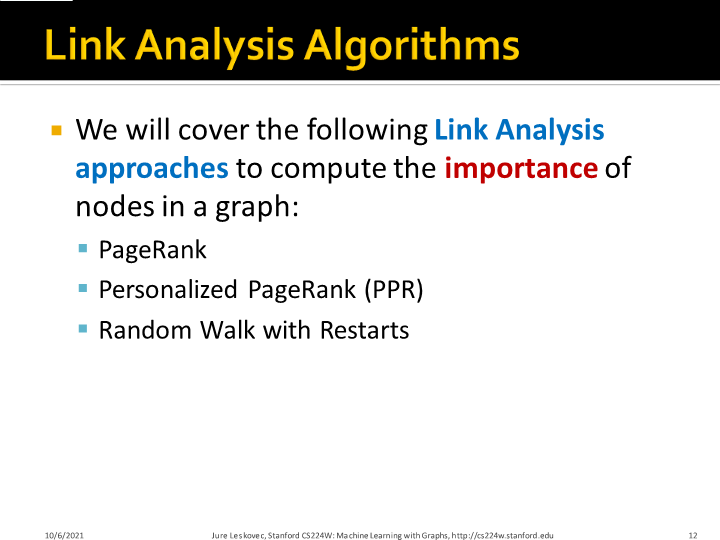 Link Analysis Algorithms
We will cover the following Link Analysis
approaches to compute the importance of
nodes in a graph:
PageRank
Personalized PageRank (PPR)
Random Walk with Restarts
10/6/2021
Jure Leskovec, Stanford CS224W: Machine Learning with Graphs, http://cs224w.stanford.edu
12